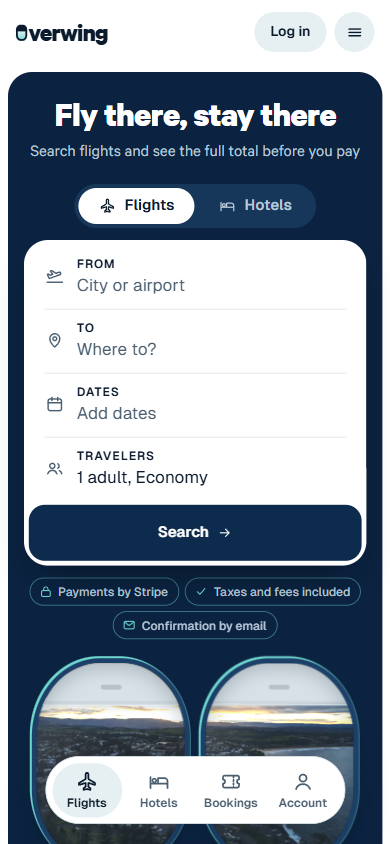 Overwing
Log in
Fly there, stay there
Search flights and see the full total before you pay
Flights
Hotels
FROM
City or airport
TO
Where to?
DATES
Add dates
TRAVELERS
1 adult, Economy
Search →
Payments by Stripe
Taxes and fees included
Confirmation by email
Flights
Hotels
Bookings
Account